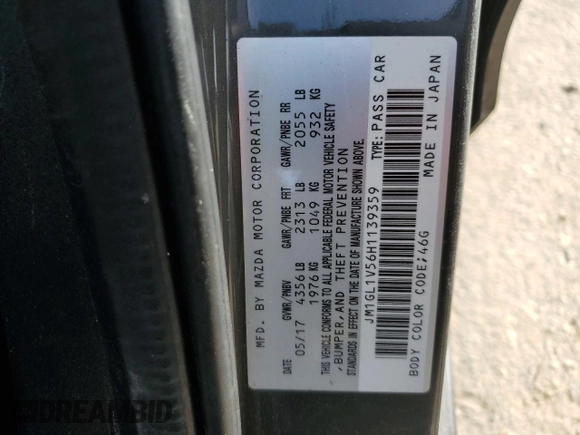 MFD. BY MAZDA MOTOR CORPORATION
DATE GVWR/PNBV GAWR/PNBE FRT GAWR/PNBE RR
05/17 4356 LB 2313 LB 2055 LB
1976 KG 1049 KG 932 KG
THIS VEHICLE CONFORMS TO ALL APPLICABLE FEDERAL MOTOR VEHICLE SAFETY
,BUMPER,AND THEFT PREVENTION
STANDARDS IN EFFECT ON THE DATE OF MANUFACTURE SHOWN ABOVE.
JM1GL1V56H1139359 TYPE: PASS CAR
BODY COLOR CODE;46G MADE IN JAPAN
DREAMBID